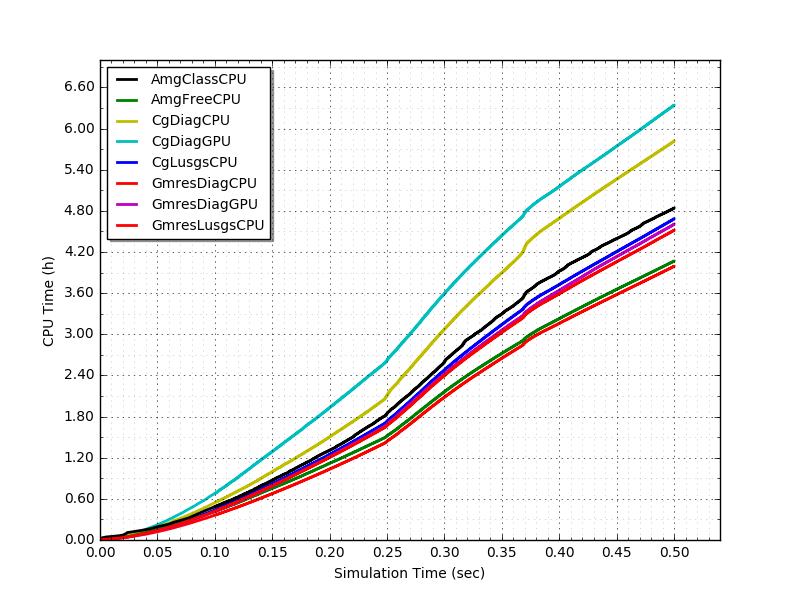 6.60
6.00
5.40
4.80
4.20
3.60
3.00
2.40
1.80
1.20
0.60
0.00
CPU Time (h)
AmgClassCPU
AmgFreeCPU
CgDiagCPU
CgDiagGPU
CgLusgsCPU
GmresDiagCPU
GmresDiagGPU
GmresLusgsCPU
0.00 0.05 0.10 0.15 0.20 0.25 0.30 0.35 0.40 0.45 0.50
Simulation Time (sec)